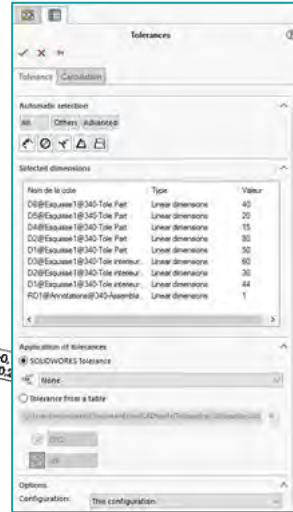 Tolerances
Tolerance Calculation
Automatic selection
All Others Advanced
Selected dimensions
Nom de la cote Type Valeur
D6@Esquisse1@340-Tole Part Linear dimensions 40
D5@Esquisse1@340-Tole Part Linear dimensions 20
D4@Esquisse1@340-Tole Part Linear dimensions 15
D2@Esquisse1@340-Tole Part Linear dimensions 80
D1@Esquisse1@340-Tole Part Linear dimensions 50
D3@Esquisse1@340-Tole interieur... Linear dimensions 60
D2@Esquisse1@340-Tole interieur... Linear dimensions 30
D1@Esquisse1@340-Tole interieur... Linear dimensions 44
RD1@Annotations@340-Assembla... Linear dimensions 1
Application of tolerances
SOLIDWORKS Tolerance
None
Tolerance from a table
Options
Configuration: This configuration